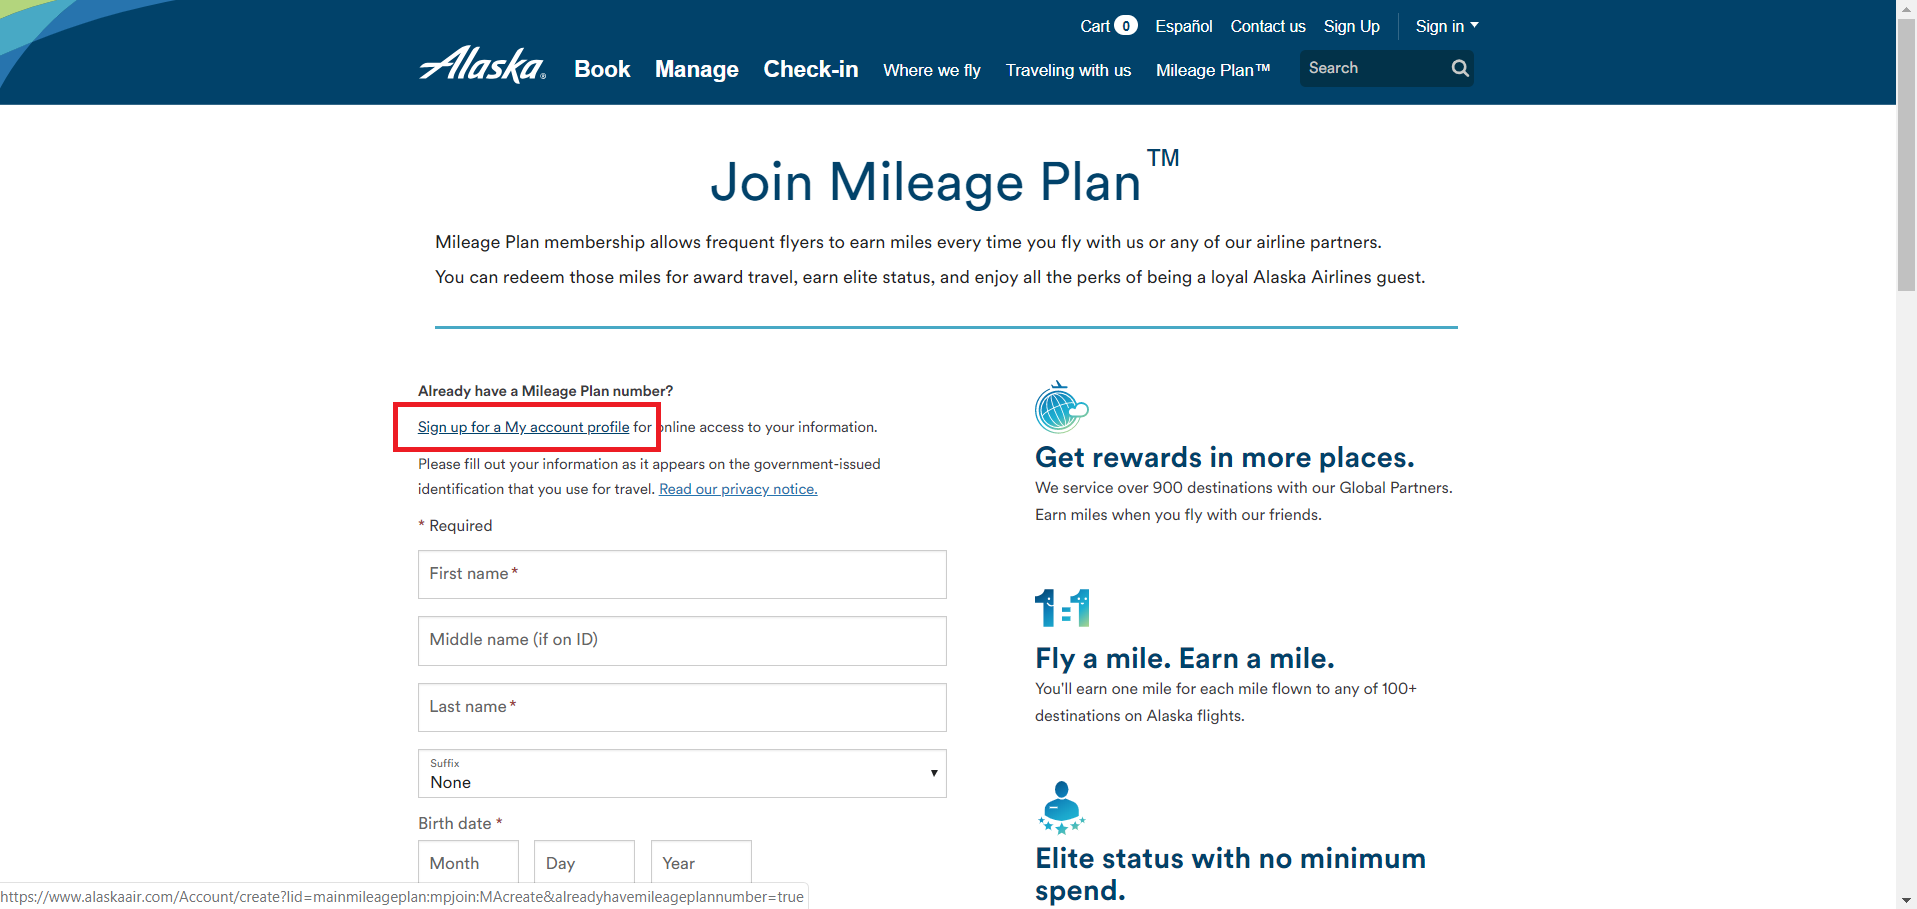 Cart 0 Español Contact us Sign Up Sign in
Alaska® Book Manage Check-in Where we fly Traveling with us Mileage Plan™ Search
Join Mileage Plan™
Mileage Plan membership allows frequent flyers to earn miles every time you fly with us or any of our airline partners.
You can redeem those miles for award travel, earn elite status, and enjoy all the perks of being a loyal Alaska Airlines guest.
Already have a Mileage Plan number?
Sign up for a My account profile for online access to your information.
Please fill out your information as it appears on the government-issued
identification that you use for travel. Read our privacy notice.
* Required
First name*
Middle name (if on ID)
Last name*
Suffix
None
Birth date *
Month Day Year
Get rewards in more places.
We service over 900 destinations with our Global Partners.
Earn miles when you fly with our friends.
1:1
Fly a mile. Earn a mile.
You'll earn one mile for each mile flown to any of 100+
destinations on Alaska flights.
Elite status with no minimum
spend.
https://www.alaskaair.com/Account/create?lid=mainmileageplan:mpjoin:MAcreate&alreadyhavemileageplannumber=true